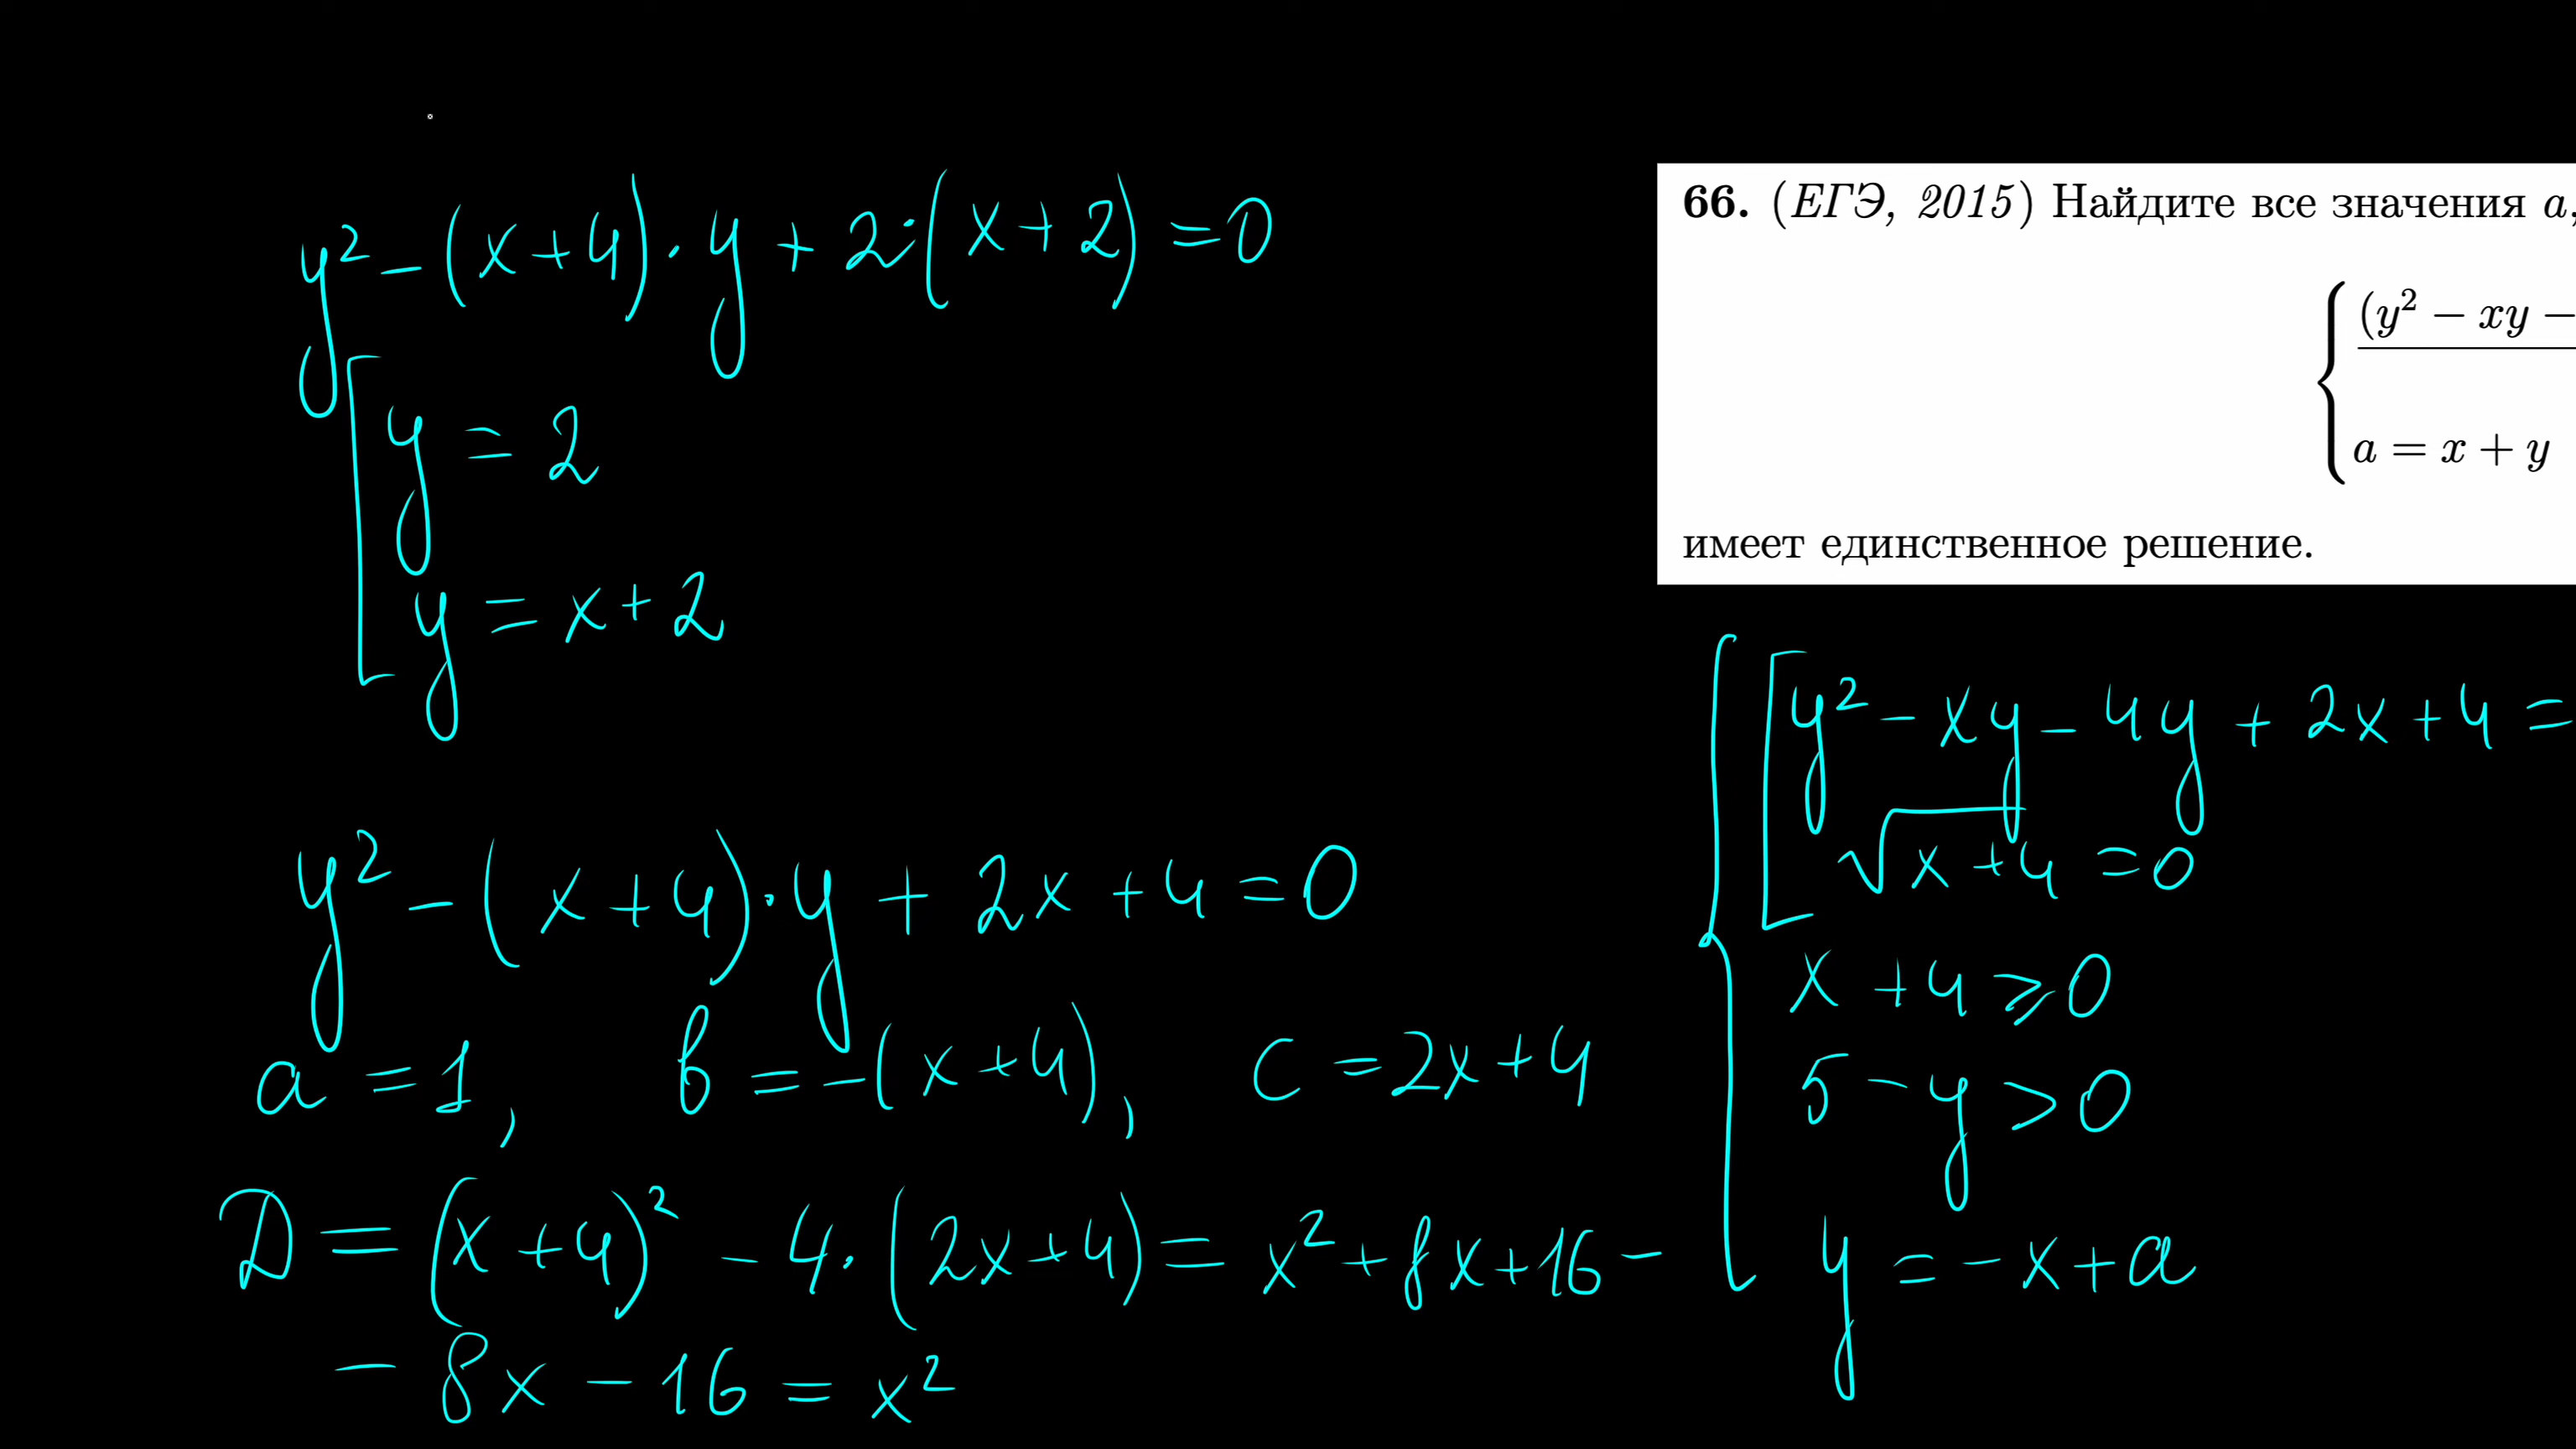 y² − (x+4)·y + 2·(x+2) = 0
y = 2
y = x+2
y² − (x+4)·y + 2x + 4 = 0
a = 1, b = −(x+4), c = 2x+4
D = (x+4)² − 4·(2x+4) = x² + 8x + 16 −
− 8x − 16 = x²
66. (ЕГЭ, 2015) Найдите все значения a,
(y² − xy −
a = x + y
имеет единственное решение.
y² − xy − 4y + 2x + 4 =
√x+4 = 0
x + 4 ⩾ 0
5 − y > 0
y = −x + a